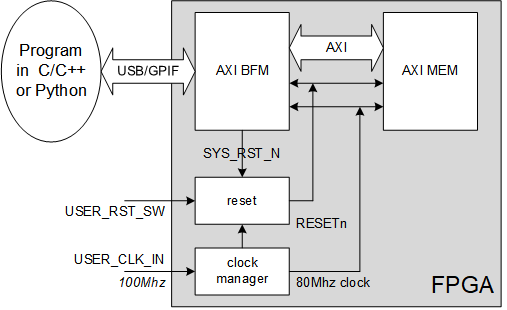 Program
in C/C++
or Python
USB/GPIF
AXI BFM
AXI
AXI MEM
SYS_RST_N
reset
USER_RST_SW
RESETn
USER_CLK_IN
100Mhz
clock
manager
80Mhz clock
FPGA